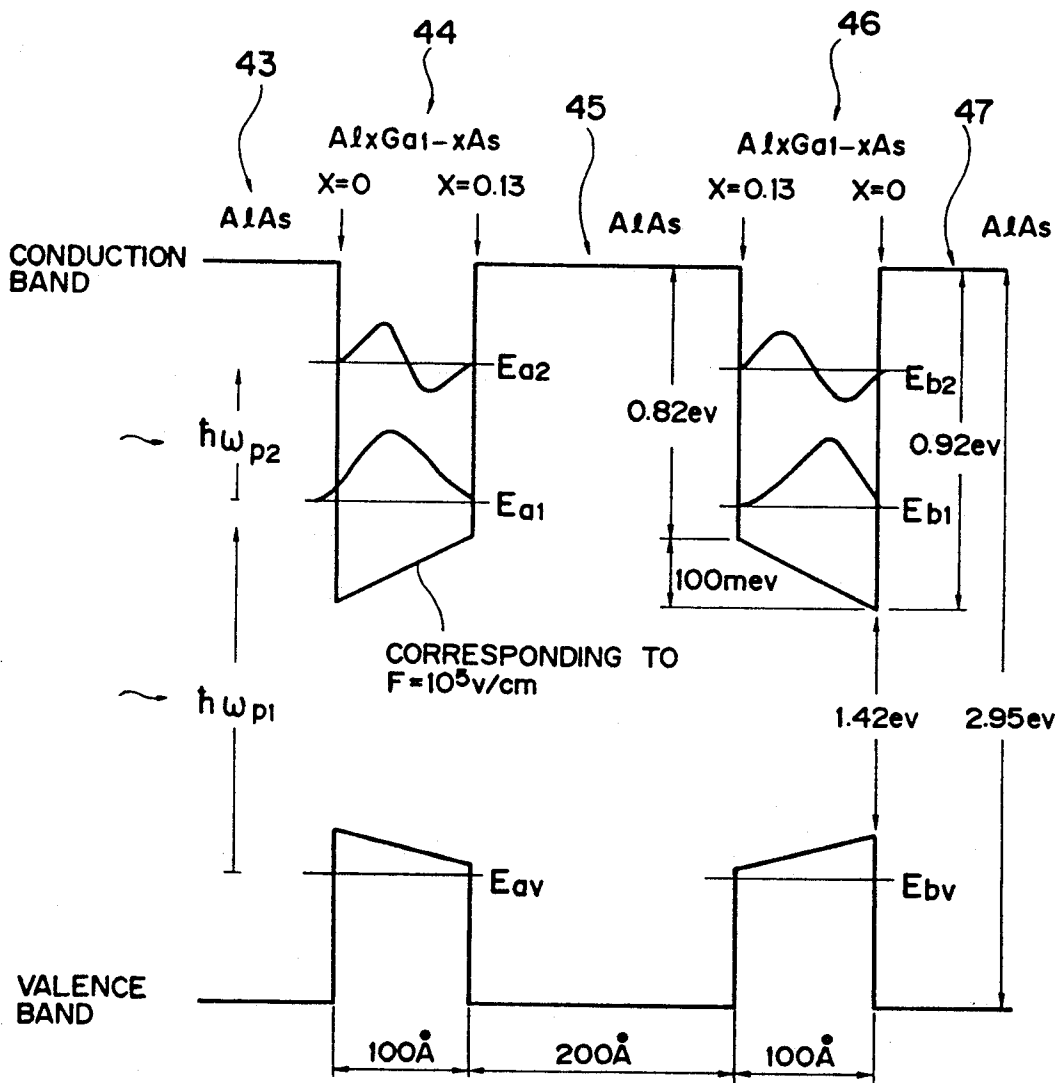 44
46
43
45
47
AlxGa1-xAs
AlxGa1-xAs
X=0
X=0.13
X=0.13
X=0
AlAs
AlAs
AlAs
CONDUCTION
BAND
Ea2
Eb2
0.82ev
0.92ev
ħωp2
Ea1
Eb1
100mev
CORRESPONDING TO
F=10⁵v/cm
ħωp1
1.42ev
2.95ev
Eav
Ebv
VALENCE
BAND
100Å
200Å
100Å